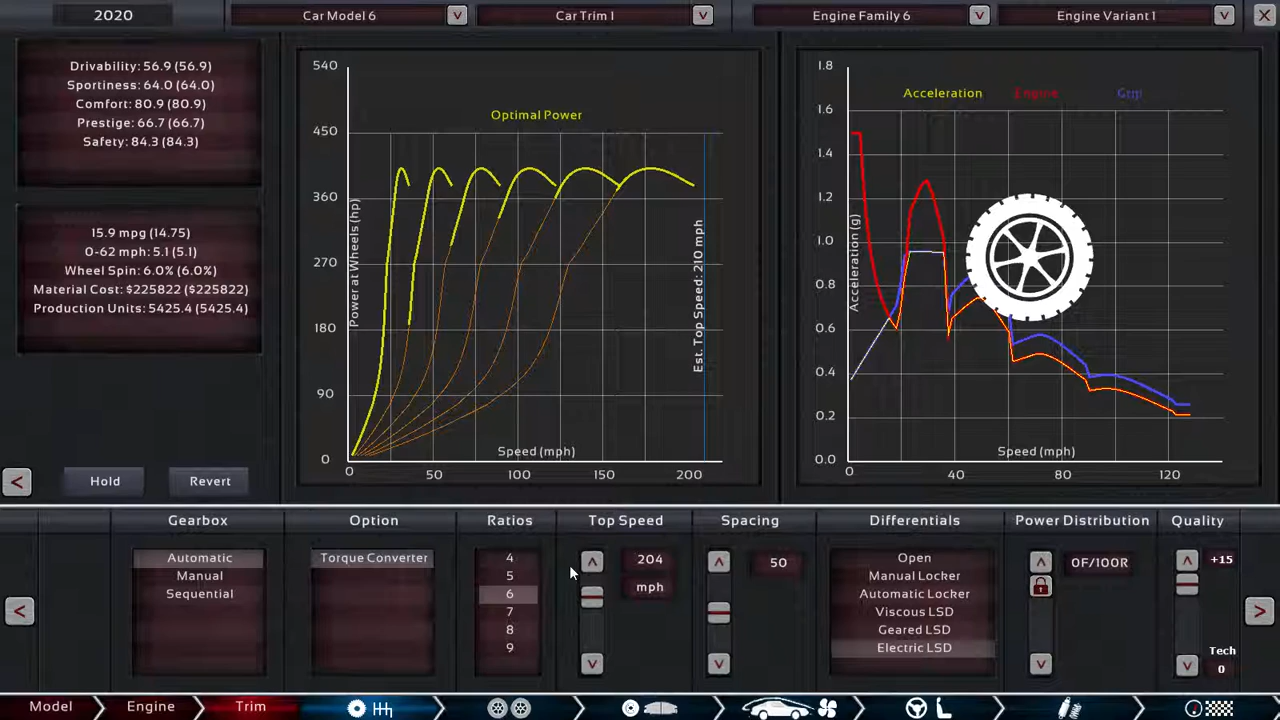 2020
Car Model 6
Car Trim 1
Engine Family 6
Engine Variant 1
Drivability: 56.9 (56.9)
Sportiness: 64.0 (64.0)
Comfort: 80.9 (80.9)
Prestige: 66.7 (66.7)
Safety: 84.3 (84.3)
15.9 mpg (14.75)
0-62 mph: 5.1 (5.1)
Wheel Spin: 6.0% (6.0%)
Material Cost: $225822 ($225822)
Production Units: 5425.4 (5425.4)
Hold
Revert
540
450
360
270
180
90
0
Optimal Power
Power at Wheels (hp)
Est. Top Speed: 210 mph
Speed (mph)
0
50
100
150
200
1.8
1.6
1.4
1.2
1.0
0.8
0.6
0.4
0.2
0.0
Acceleration
Engine
Grip
Acceleration (g)
Speed (mph)
0
40
80
120
Gearbox
Automatic
Manual
Sequential
Option
Torque Converter
Ratios
4
5
6
7
8
9
Top Speed
204
mph
Spacing
50
Differentials
Open
Manual Locker
Automatic Locker
Viscous LSD
Geared LSD
Electric LSD
Power Distribution
0F/100R
Quality
+15
Tech
0
Model
Engine
Trim